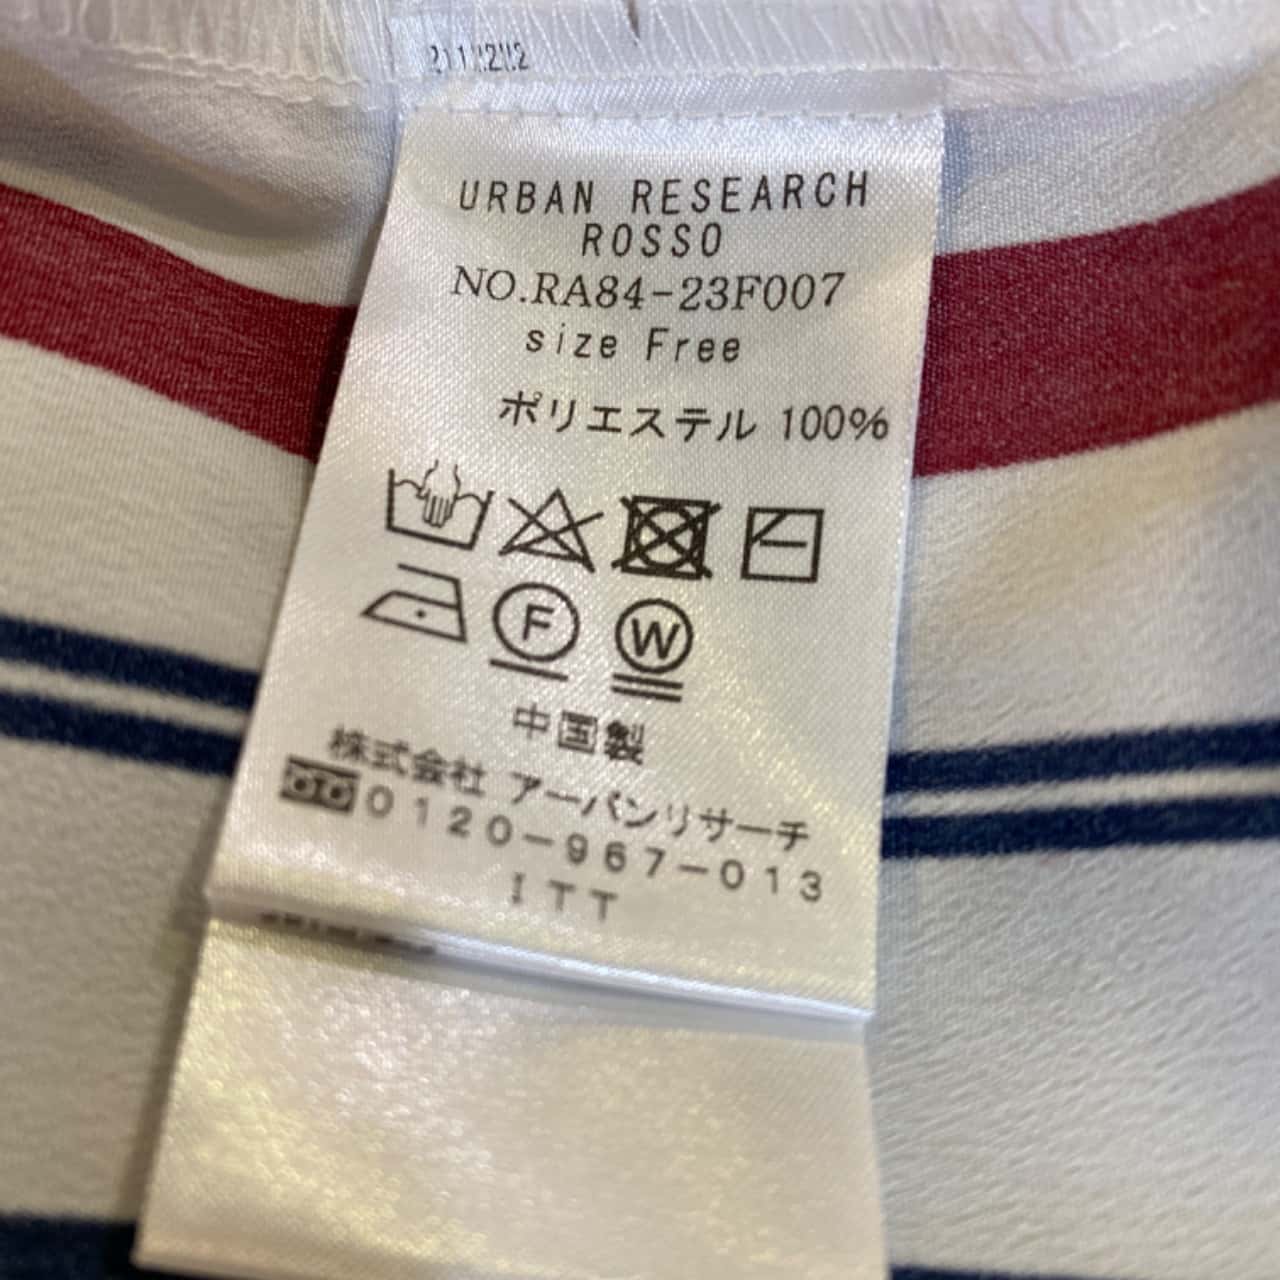 URBAN RESEARCH
ROSSO
NO.RA84-23F007
size Free
ポリエステル 100%
F W
中国製
株式会社 アーバンリサーチ
0120-967-013
ITT